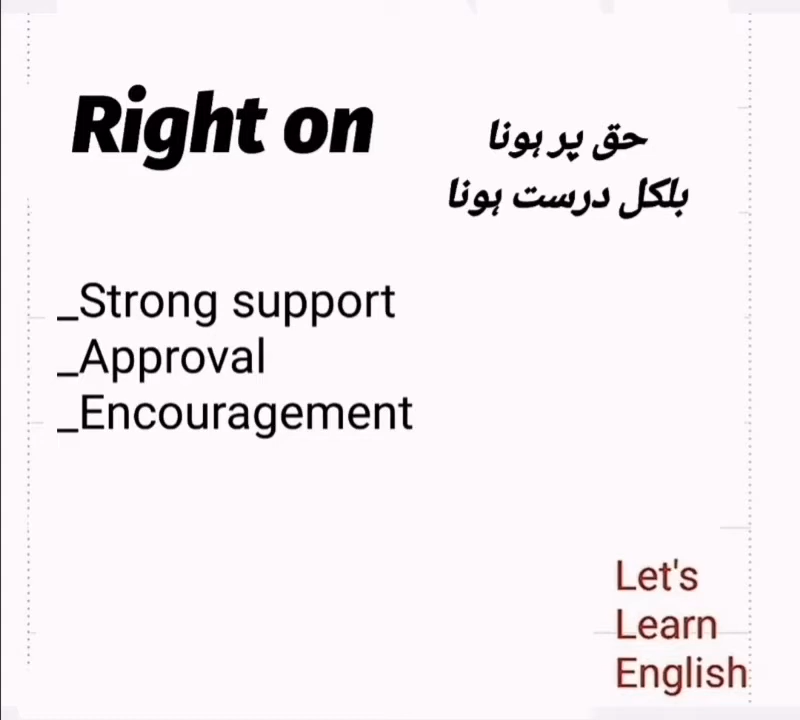 Right on
حق پر ہونا
بلکل درست ہونا
_Strong support
_Approval
_Encouragement
Let's
Learn
English